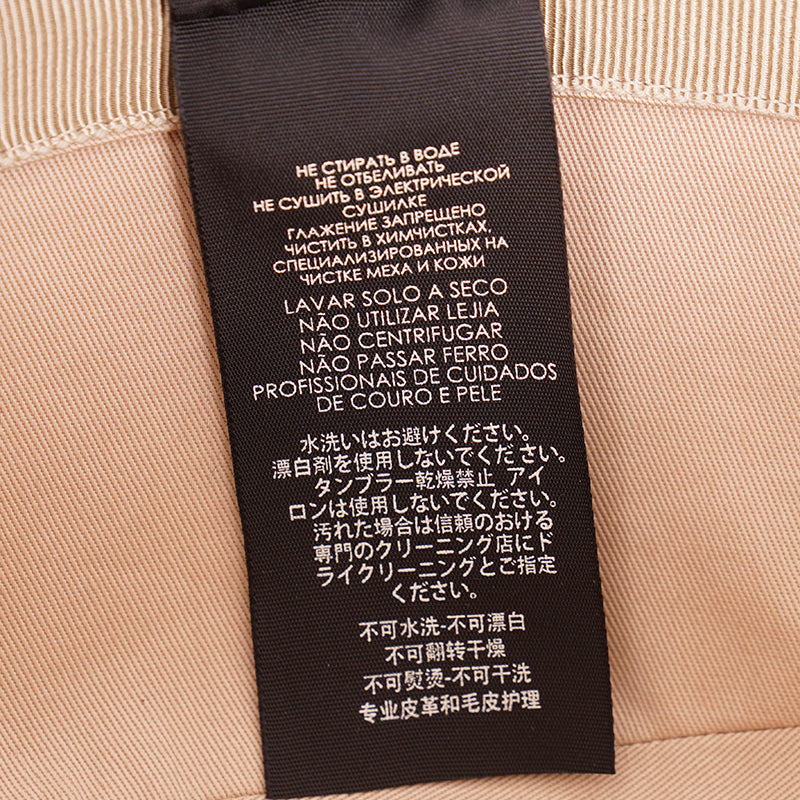 НЕ СТИРАТЬ В ВОДЕ
НЕ ОТБЕЛИВАТЬ
НЕ СУШИТЬ В ЭЛЕКТРИЧЕСКОЙ
СУШИЛКЕ
ГЛАЖЕНИЕ ЗАПРЕЩЕНО
ЧИСТИТЬ В ХИМЧИСТКАХ,
СПЕЦИАЛИЗИРОВАННЫХ НА
ЧИСТКЕ МЕХА И КОЖИ
LAVAR SOLO A SECO
NÃO UTILIZAR LEJIA
NÃO CENTRIFUGAR
NÃO PASSAR FERRO
PROFISSIONAIS DE CUIDADOS
DE COURO E PELE
水洗いはお避けください。
漂白剤を使用しないでください。
タンブラー乾燥禁止 アイ
ロンは使用しないでください。
汚れた場合は信頼のおける
専門のクリーニング店にド
ライクリーニングとご指定
ください。
不可水洗-不可漂白
不可翻转干燥
不可熨烫-不可干洗
专业皮革和毛皮护理